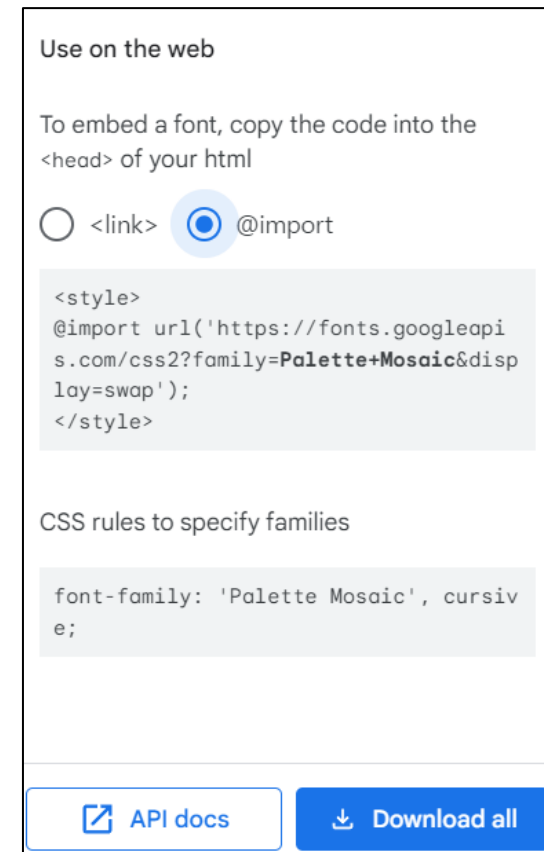 Use on the web
To embed a font, copy the code into the
<head> of your html
<link>
@import
<style>
@import url('https://fonts.googleapi
s.com/css2?family=Palette+Mosaic&disp
lay=swap');
</style>
CSS rules to specify families
font-family: 'Palette Mosaic', cursiv
e;
API docs
Download all